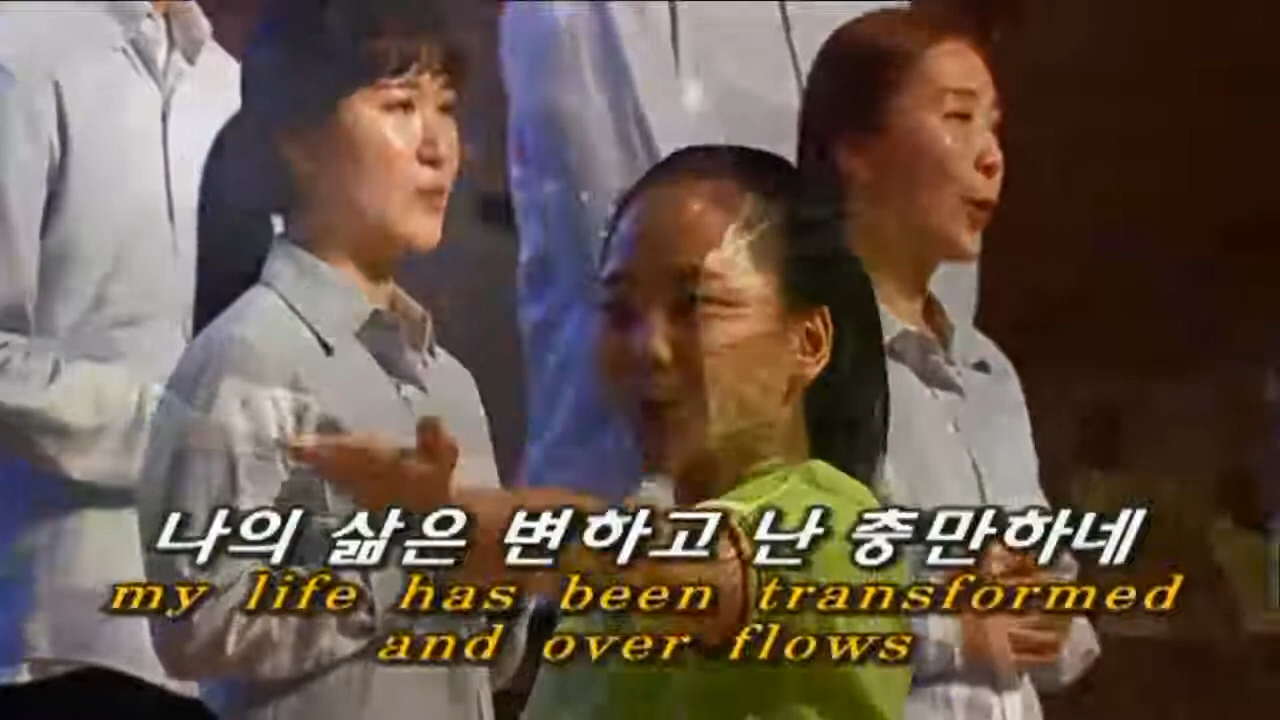 나의 삶은 변하고 난 충만하네
my life has been transformed
and over flows